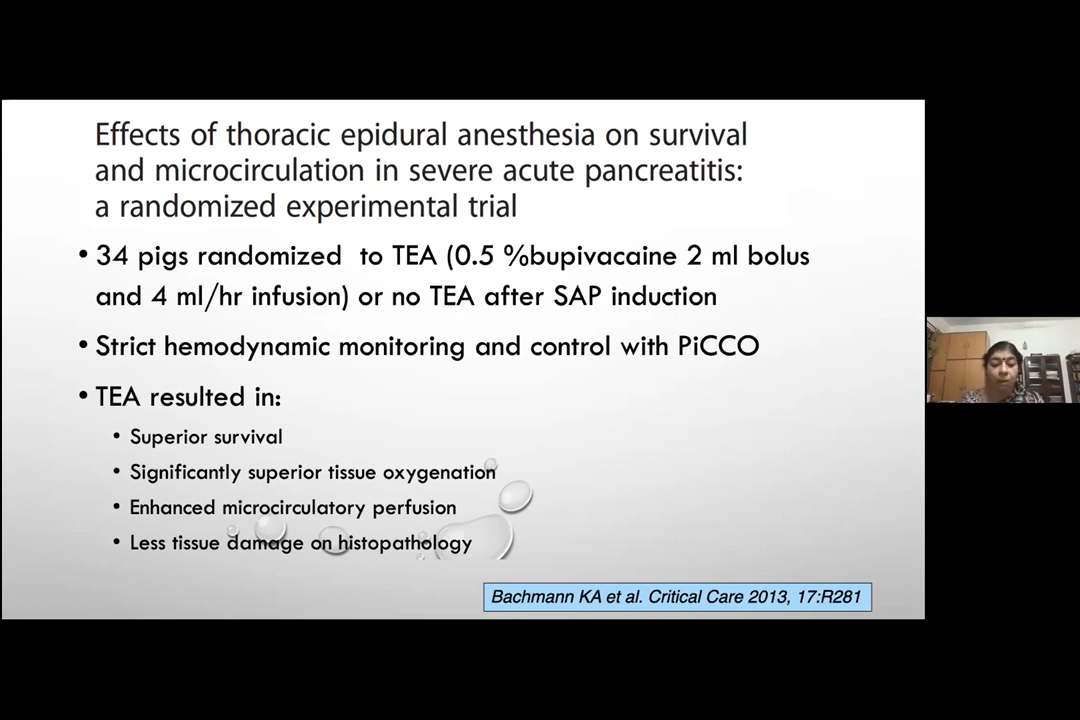 Effects of thoracic epidural anesthesia on survival
and microcirculation in severe acute pancreatitis:
a randomized experimental trial
• 34 pigs randomized to TEA (0.5 %bupivacaine 2 ml bolus
and 4 ml/hr infusion) or no TEA after SAP induction
• Strict hemodynamic monitoring and control with PiCCO
• TEA resulted in:
• Superior survival
• Significantly superior tissue oxygenation
• Enhanced microcirculatory perfusion
• Less tissue damage on histopathology
Bachmann KA et al. Critical Care 2013, 17:R281